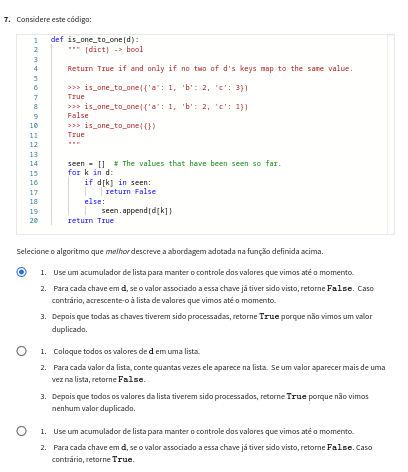 7. Considere este código:
1 def is_one_to_one(d):
2 """ (dict) -> bool
3
4 Return True if and only if no two of d's keys map to the same value.
5
6 >>> is_one_to_one({'a': 1, 'b': 2, 'c': 3})
7 True
8 >>> is_one_to_one({'a': 1, 'b': 2, 'c': 1})
9 False
10 >>> is_one_to_one({})
11 True
12 """
13
14 seen = [] # The values that have been seen so far.
15 for k in d:
16 if d[k] in seen:
17 return False
18 else:
19 seen.append(d[k])
20 return True
Selecione o algoritmo que melhor descreve a abordagem adotada na função definida acima.
1. Use um acumulador de lista para manter o controle dos valores que vimos até o momento.
2. Para cada chave em d, se o valor associado a essa chave já tiver sido visto, retorne False. Caso
contrário, acrescente-o à lista de valores que vimos até o momento.
3. Depois que todas as chaves tiverem sido processadas, retorne True porque não vimos um valor
duplicado.
1. Coloque todos os valores de d em uma lista.
2. Para cada valor da lista, conte quantas vezes ele aparece na lista. Se um valor aparecer mais de uma
vez na lista, retorne False.
3. Depois que todos os valores da lista tiverem sido processados, retorne True porque não vimos
nenhum valor duplicado.
1. Use um acumulador de lista para manter o controle dos valores que vimos até o momento.
2. Para cada chave em d, se o valor associado a essa chave já tiver sido visto, retorne False. Caso
contrário, retorne True.